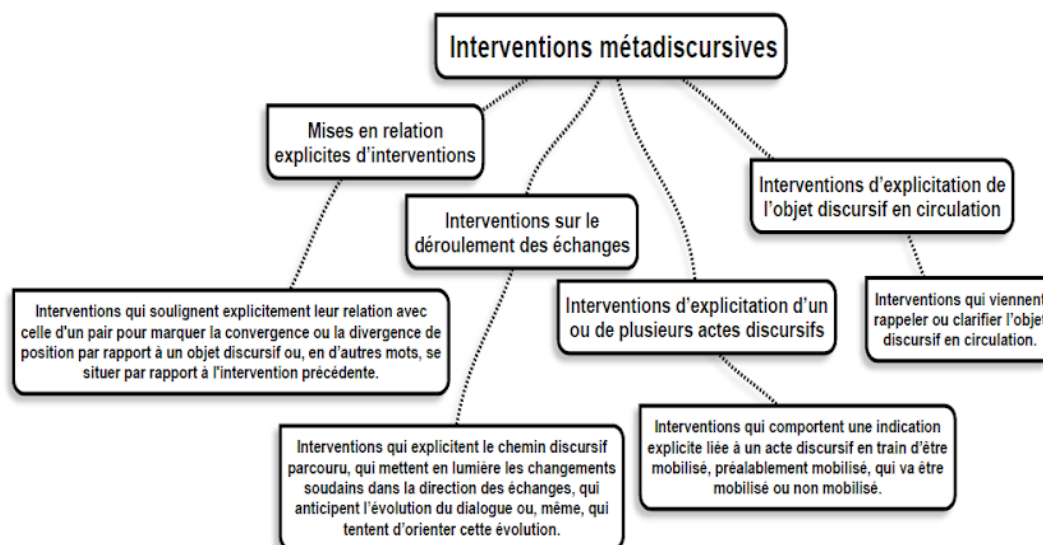 Interventions métadiscursives
Mises en relation
explicites d'interventions
Interventions sur le
déroulement des échanges
Interventions d'explicitation d'un
ou de plusieurs actes discursifs
Interventions d'explicitation de
l'objet discursif en circulation
Interventions qui soulignent explicitement leur relation avec
celle d'un pair pour marquer la convergence ou la divergence de
position par rapport à un objet discursif ou, en d'autres mots, se
situer par rapport à l'intervention précédente.
Interventions qui explicitent le chemin discursif
parcouru, qui mettent en lumière les changements
soudains dans la direction des échanges, qui
anticipent l'évolution du dialogue ou, même, qui
tentent d'orienter cette évolution.
Interventions qui comportent une indication
explicite liée à un acte discursif en train d'être
mobilisé, préalablement mobilisé, qui va être
mobilisé ou non mobilisé.
Interventions qui viennent
rappeler ou clarifier l'objet
discursif en circulation.